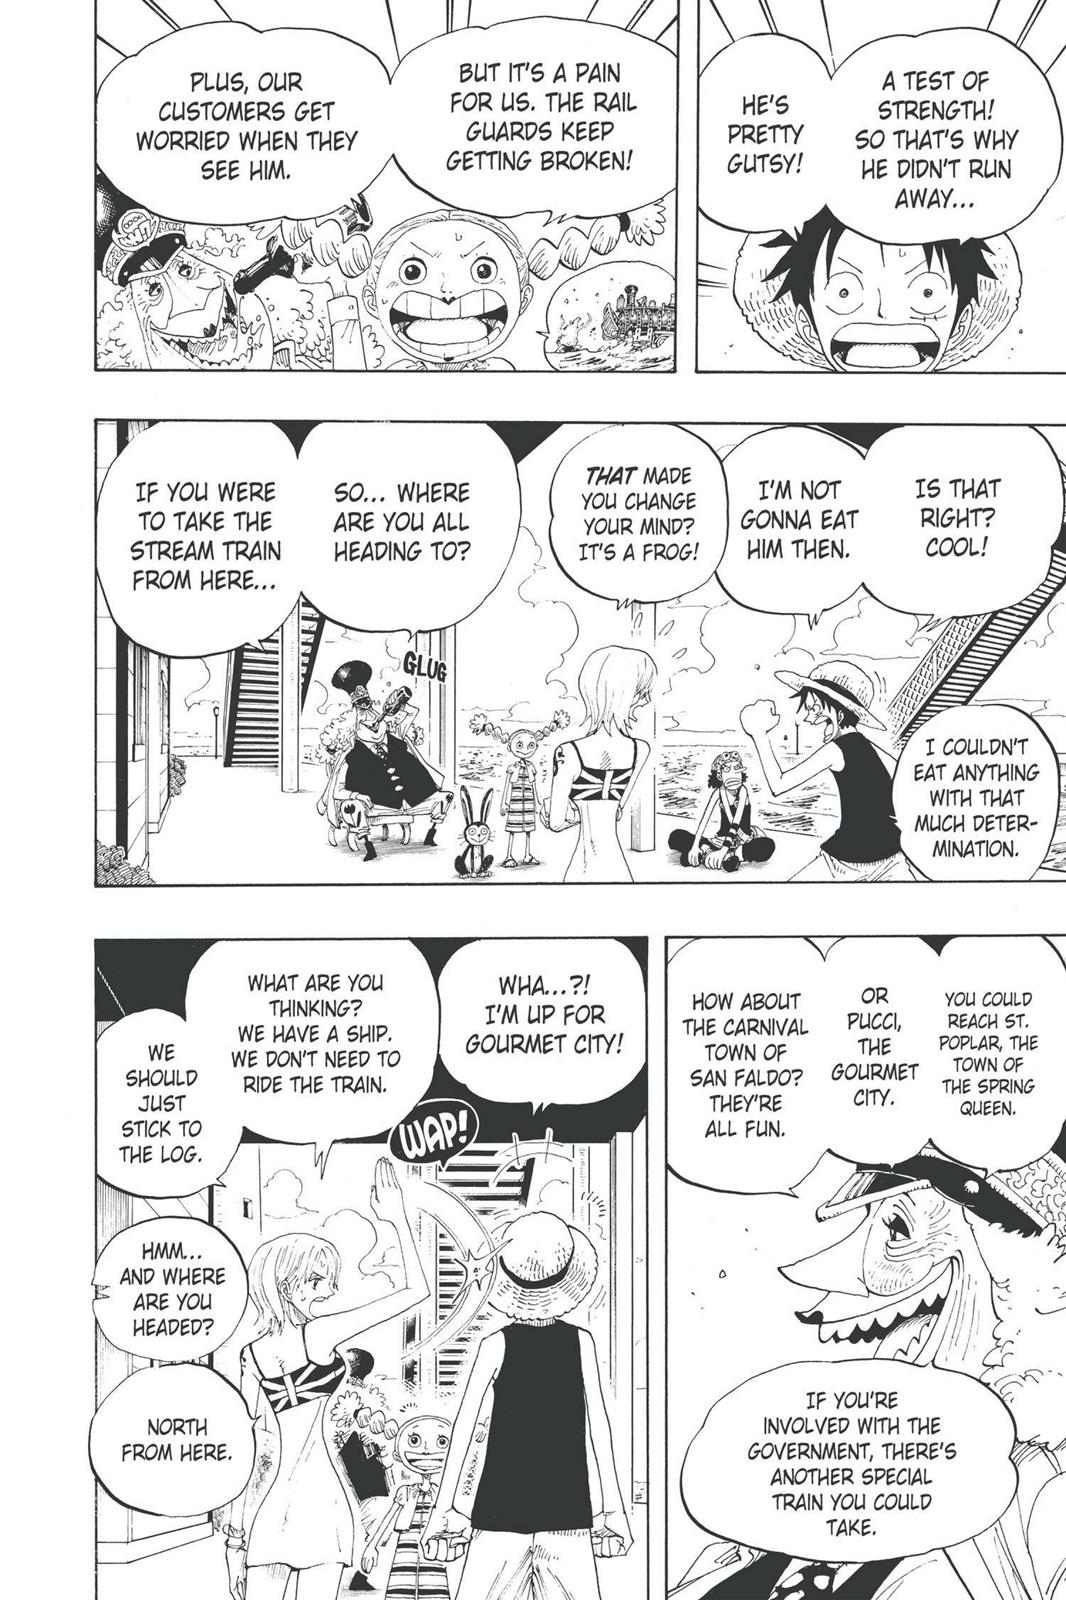 A TEST OF
STRENGTH!
SO THAT'S WHY
HE DIDN'T RUN
AWAY...
HE'S
PRETTY
GUTSY!
BUT IT'S A PAIN
FOR US. THE RAIL
GUARDS KEEP
GETTING BROKEN!
PLUS, OUR
CUSTOMERS GET
WORRIED WHEN THEY
SEE HIM.
IS THAT
RIGHT?
COOL!
I'M NOT
GONNA EAT
HIM THEN.
I COULDN'T
EAT ANYTHING
WITH THAT
MUCH DETER-
MINATION.
THAT MADE
YOU CHANGE
YOUR MIND?
IT'S A FROG!
GLUG
SO... WHERE
ARE YOU ALL
HEADING TO?
IF YOU WERE
TO TAKE THE
STREAM TRAIN
FROM HERE...
YOU COULD
REACH ST.
POPLAR, THE
TOWN OF
THE SPRING
QUEEN.
OR
PUCCI,
THE
GOURMET
CITY.
HOW ABOUT
THE CARNIVAL
TOWN OF
SAN FALDO?
THEY'RE
ALL FUN.
IF YOU'RE
INVOLVED WITH THE
GOVERNMENT, THERE'S
ANOTHER SPECIAL
TRAIN YOU COULD
TAKE.
WHA...?!
I'M UP FOR
GOURMET CITY!
WAP!
WHAT ARE YOU
THINKING?
WE HAVE A SHIP.
WE DON'T NEED TO
RIDE THE TRAIN.
WE
SHOULD
JUST
STICK TO
THE LOG.
HMM...
AND WHERE
ARE YOU
HEADED?
NORTH
FROM HERE.